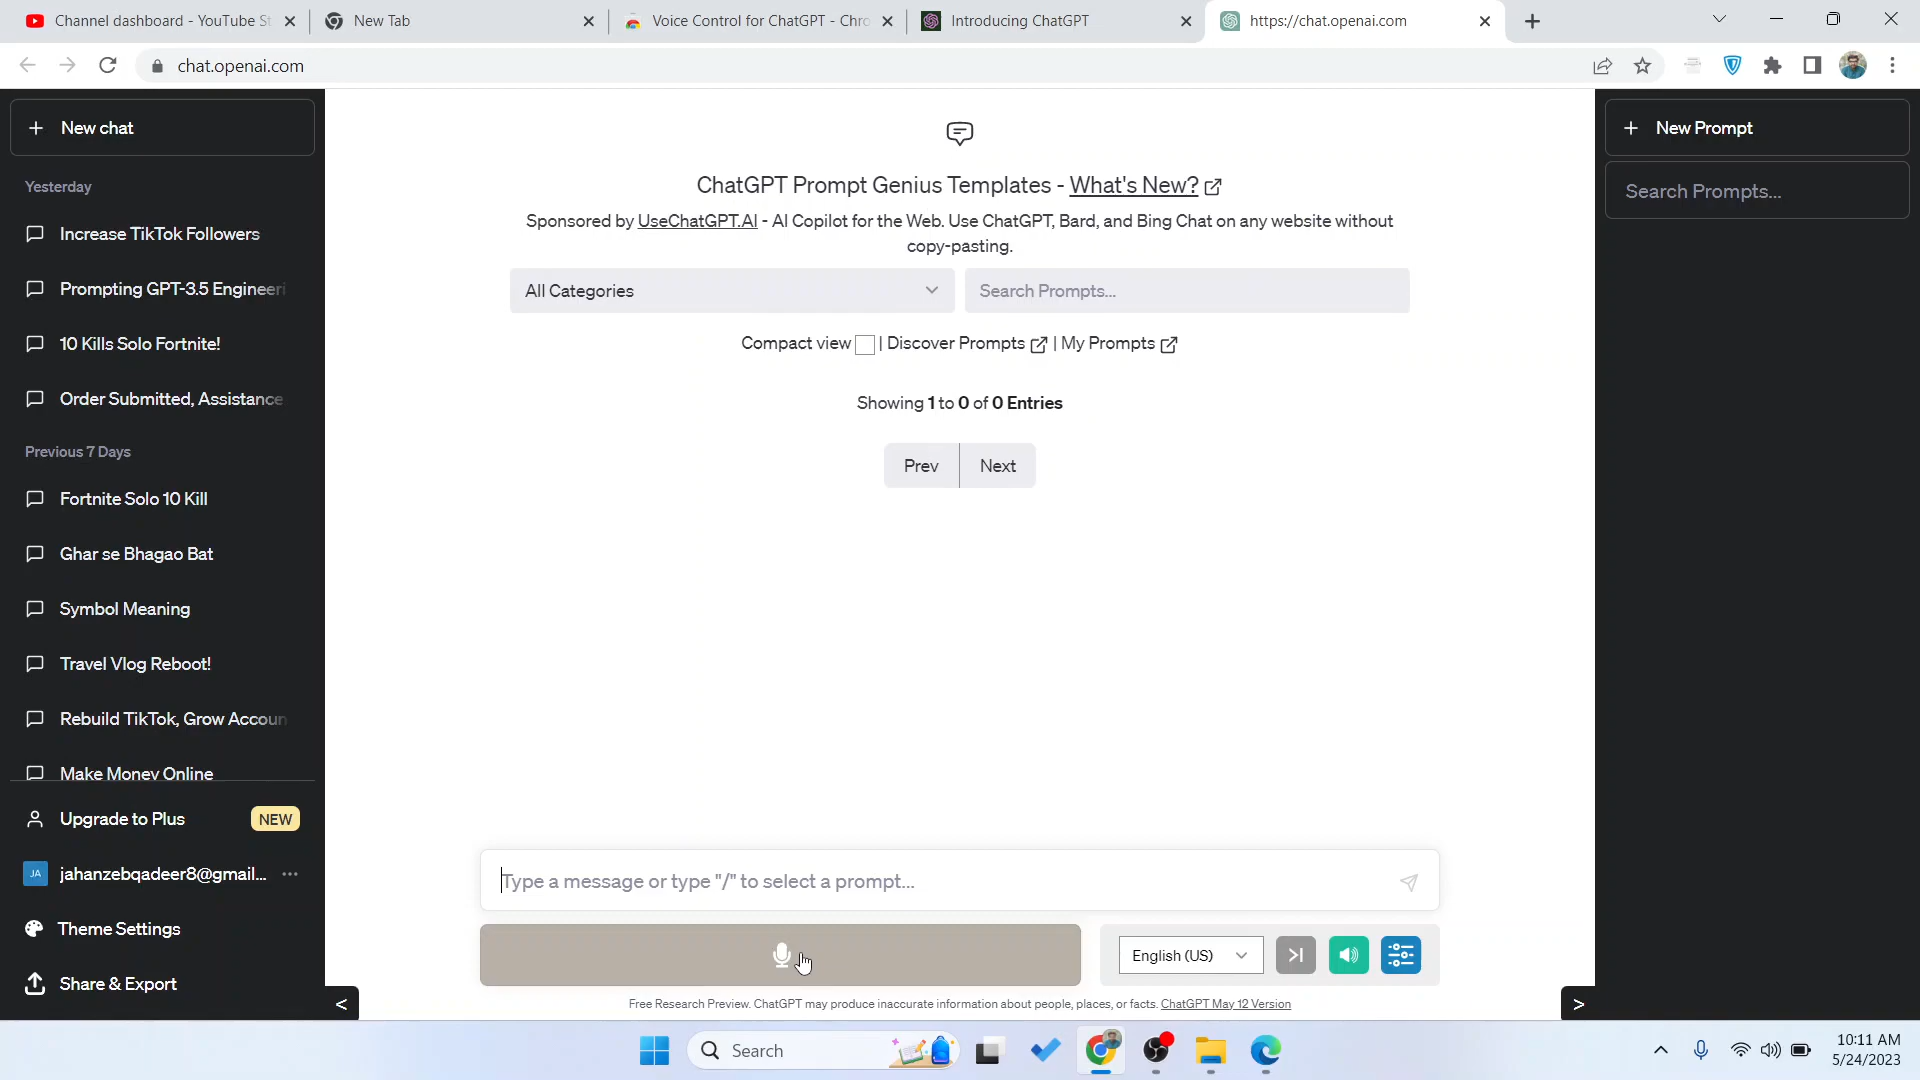 Channel dashboard - YouTube St
New Tab
Voice Control for ChatGPT - Chro
Introducing ChatGPT
https://chat.openai.com
chat.openai.com
New chat
Yesterday
Increase TikTok Followers
Prompting GPT-3.5 Engineeri
10 Kills Solo Fortnite!
Order Submitted, Assistance
Previous 7 Days
Fortnite Solo 10 Kill
Ghar se Bhagao Bat
Symbol Meaning
Travel Vlog Reboot!
Rebuild TikTok, Grow Accoun
Make Money Online
Upgrade to Plus NEW
JA jahanzebqadeer8@gmail...
Theme Settings
Share & Export
ChatGPT Prompt Genius Templates - What's New?
Sponsored by UseChatGPT.AI - AI Copilot for the Web. Use ChatGPT, Bard, and Bing Chat on any website without
copy-pasting.
All Categories
Search Prompts...
Compact view | Discover Prompts | My Prompts
Showing 1 to 0 of 0 Entries
Prev Next
Type a message or type "/" to select a prompt...
English (US)
Free Research Preview. ChatGPT may produce inaccurate information about people, places, or facts. ChatGPT May 12 Version
< >
New Prompt
Search Prompts...
Search
10:11 AM
5/24/2023